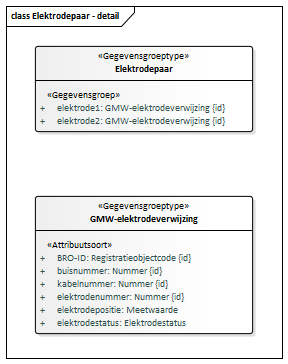 class Elektrodepaar - detail
«Gegevensgroeptype»
Elektrodepaar
«Gegevensgroep»
+ elektrode1: GMW-elektrodeverwijzing {id}
+ elektrode2: GMW-elektrodeverwijzing {id}
«Gegevensgroeptype»
GMW-elektrodeverwijzing
«Attribuutsoort»
+ BRO-ID: Registratieobjectcode {id}
+ buisnummer: Nummer {id}
+ kabelnummer: Nummer {id}
+ elektrodenummer: Nummer {id}
+ elektrodepositie: Meetwaarde
+ elektrodestatus: Elektrodestatus